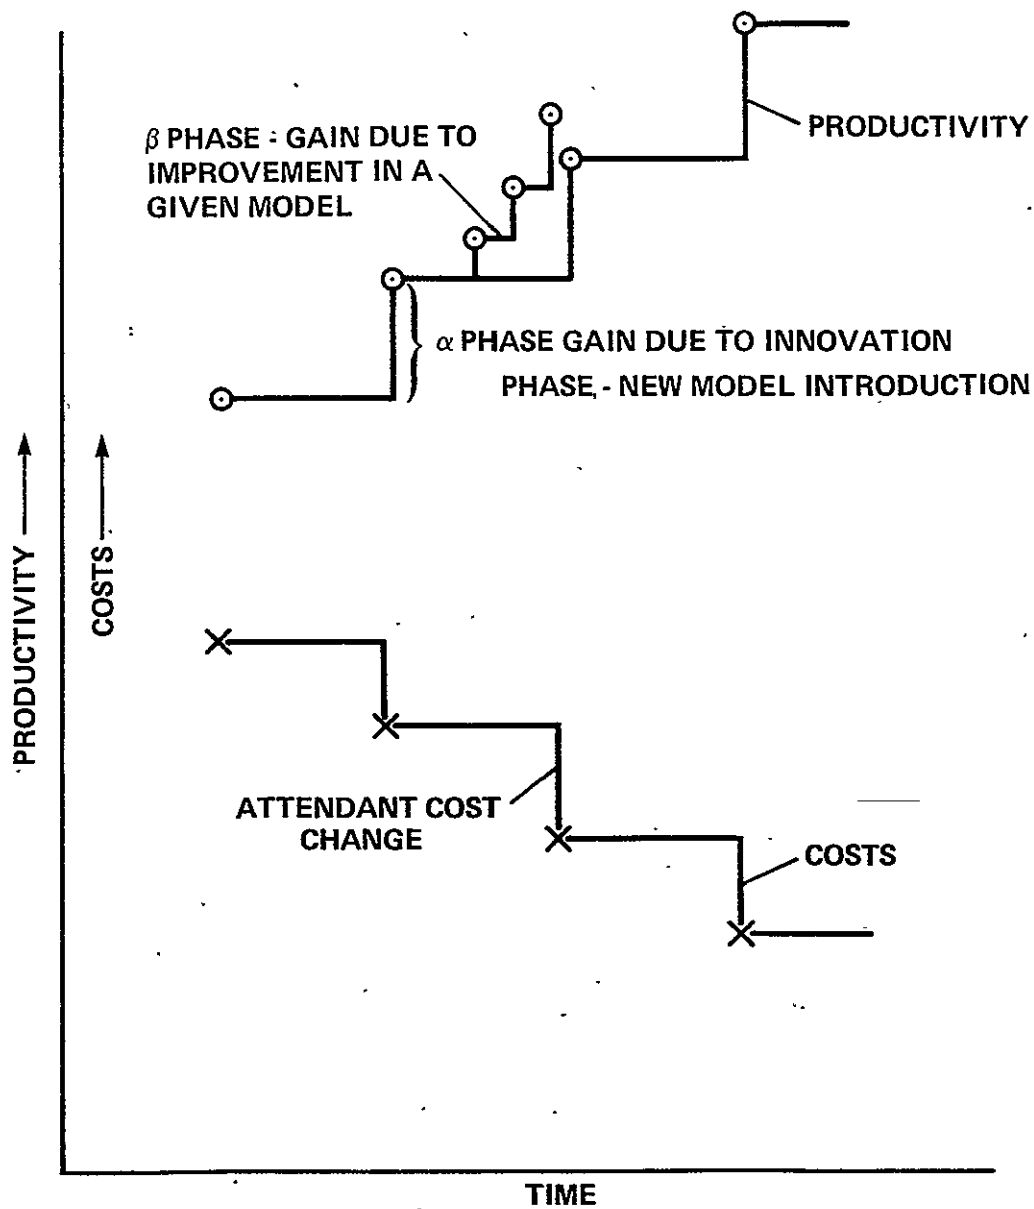 β PHASE - GAIN DUE TO
IMPROVEMENT IN A
GIVEN MODEL
PRODUCTIVITY
α PHASE GAIN DUE TO INNOVATION
PHASE, - NEW MODEL INTRODUCTION
PRODUCTIVITY
COSTS
ATTENDANT COST
CHANGE
COSTS
TIME